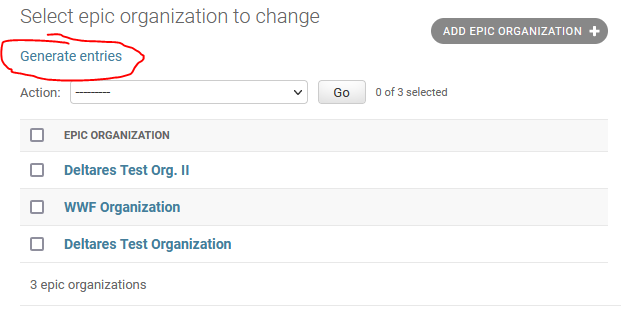 Select epic organization to change
ADD EPIC ORGANIZATION +
Generate entries
Action: --------- Go 0 of 3 selected
EPIC ORGANIZATION
Deltares Test Org. II
WWF Organization
Deltares Test Organization
3 epic organizations